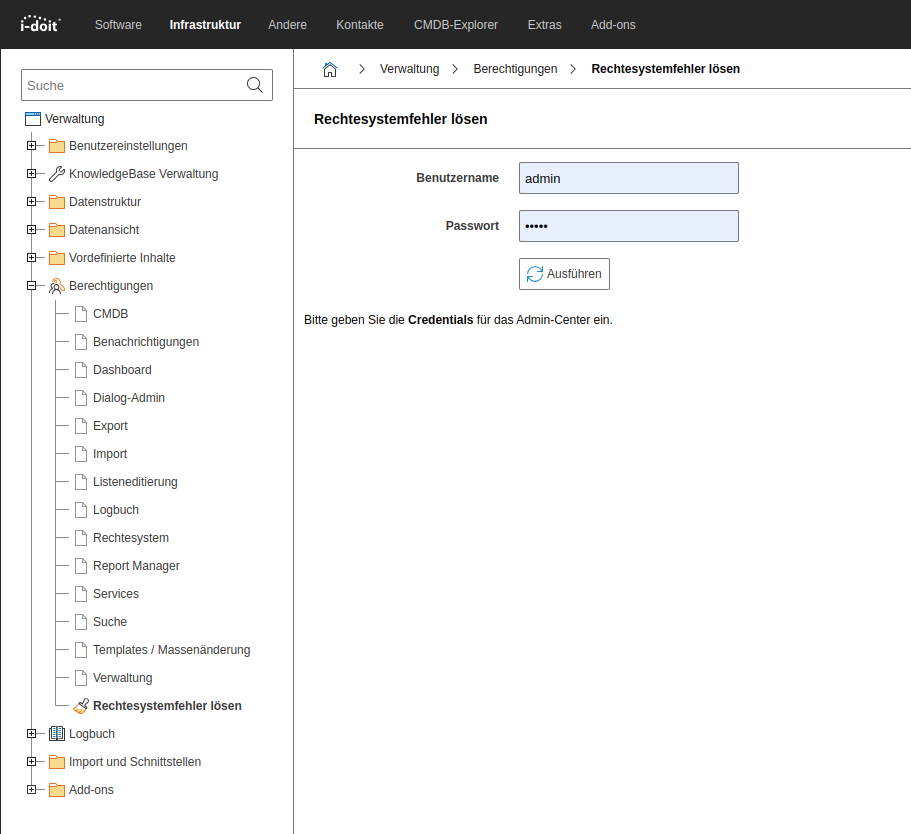 i-doit Software Infrastruktur Andere Kontakte CMDB-Explorer Extras Add-ons
Suche
Verwaltung
Benutzereinstellungen
KnowledgeBase Verwaltung
Datenstruktur
Datenansicht
Vordefinierte Inhalte
Berechtigungen
CMDB
Benachrichtigungen
Dashboard
Dialog-Admin
Export
Import
Listeneditierung
Logbuch
Rechtesystem
Report Manager
Services
Suche
Templates / Massenänderung
Verwaltung
Rechtesystemfehler lösen
Logbuch
Import und Schnittstellen
Add-ons
Verwaltung > Berechtigungen > Rechtesystemfehler lösen
Rechtesystemfehler lösen
Benutzername admin
Passwort •••••
Ausführen
Bitte geben Sie die Credentials für das Admin-Center ein.